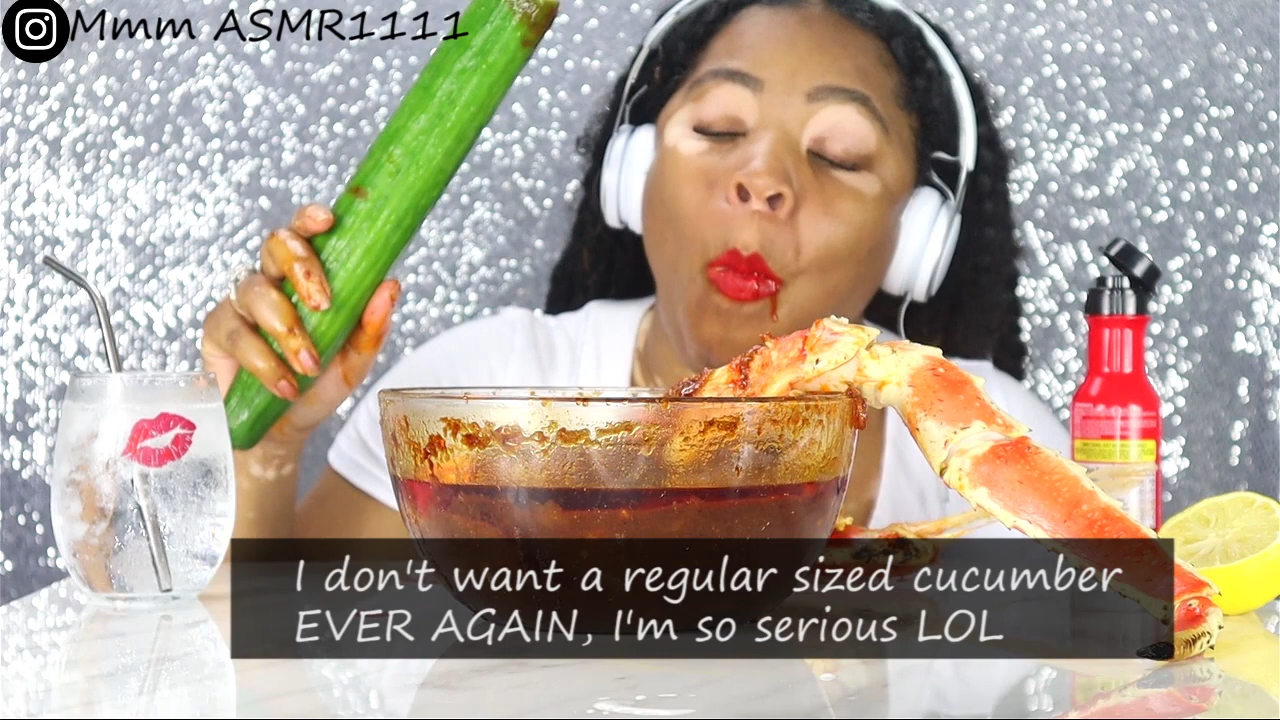 Mmm ASMR1111
I don't want a regular sized cucumber
EVER AGAIN, I'm so serious LOL